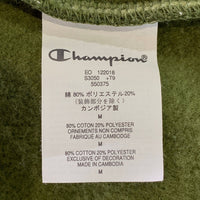 Champion
EO 122018
S3050 +79
550375
綿 80% ポリエステル 20%
(装飾部分を除く)
カンボジア製
M
80% COTON 20% POLYESTER
ORNEMENTS NON COMPRIS
FABRIQUÉ AU CAMBODGE
M
80% COTTON 20% POLYESTER
EXCLUSIVE OF DECORATION
MADE IN CAMBODIA
M